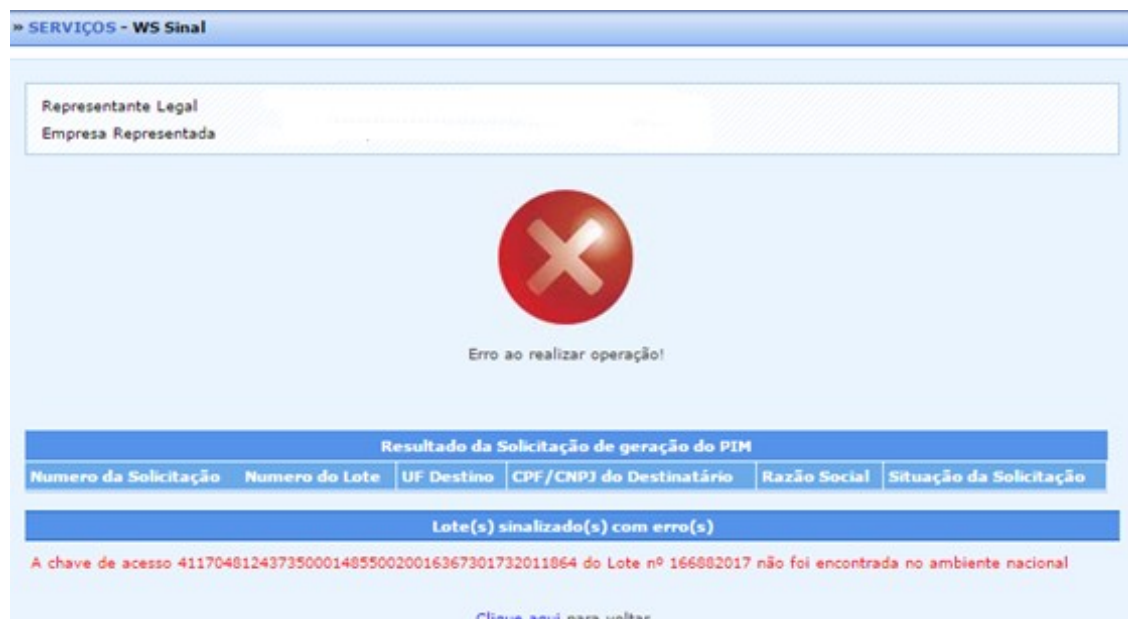 » SERVIÇOS - WS Sinal
Representante Legal
Empresa Representada
Erro ao realizar operação!
Resultado da Solicitação de geração do PIM
Numero da Solicitação Numero do Lote UF Destino CPF/CNPJ do Destinatário Razão Social Situação da Solicitação
Lote(s) sinalizado(s) com erro(s)
A chave de acesso 41170481243735000148550020016367301732011864 do Lote nº 166882017 não foi encontrada no ambiente nacional
Clique aqui para voltar